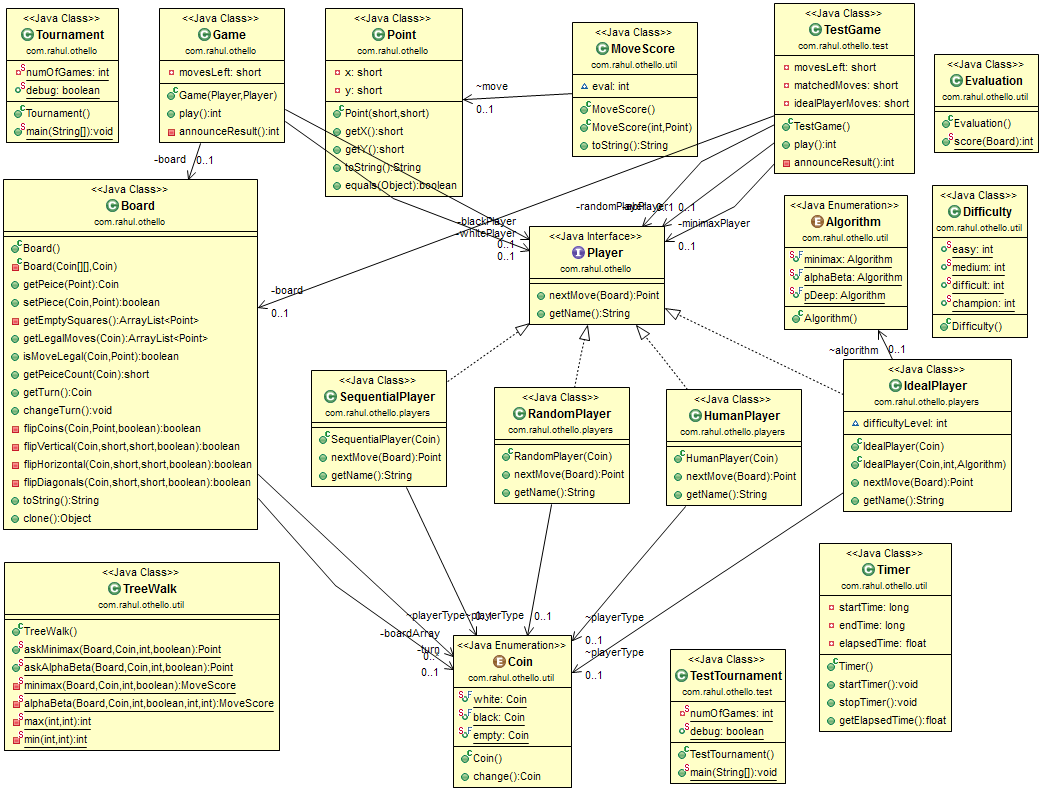 <<Java Class>>
Tournament
com.rahul.othello
numOfGames: int
debug: boolean
Tournament()
main(String[]):void
<<Java Class>>
Game
com.rahul.othello
movesLeft: short
Game(Player,Player)
play():int
announceResult():int
<<Java Class>>
Point
com.rahul.othello
x: short
y: short
Point(short,short)
getX():short
getY():short
toString():String
equals(Object):boolean
<<Java Class>>
MoveScore
com.rahul.othello.util
eval: int
MoveScore()
MoveScore(int,Point)
toString():String
<<Java Class>>
TestGame
com.rahul.othello.test
movesLeft: short
matchedMoves: short
idealPlayerMoves: short
TestGame()
play():int
announceResult():int
<<Java Class>>
Evaluation
com.rahul.othello.util
Evaluation()
score(Board):int
~move
0..1
-board
0..1
<<Java Class>>
Board
com.rahul.othello
Board()
Board(Coin[][],Coin)
getPeice(Point):Coin
setPiece(Coin,Point):boolean
getEmptySquares():ArrayList<Point>
getLegalMoves(Coin):ArrayList<Point>
isMoveLegal(Coin,Point):boolean
getPeiceCount(Coin):short
getTurn():Coin
changeTurn():void
flipCoins(Coin,Point,boolean):boolean
flipVertical(Coin,short,short,boolean):boolean
flipHorizontal(Coin,short,short,boolean):boolean
flipDiagonals(Coin,short,short,boolean):boolean
toString():String
clone():Object
-blackPlayer
-whitePlayer
0..1
0..1
-board
0..1
0..1 0..1
-minimaxPlayer
0..1
<<Java Interface>>
Player
com.rahul.othello
nextMove(Board):Point
getName():String
<<Java Enumeration>>
Algorithm
com.rahul.othello.util
minimax: Algorithm
alphaBeta: Algorithm
pDeep: Algorithm
Algorithm()
<<Java Class>>
Difficulty
com.rahul.othello.util
easy: int
medium: int
difficult: int
champion: int
Difficulty()
~algorithm 0..1
<<Java Class>>
SequentialPlayer
com.rahul.othello.players
SequentialPlayer(Coin)
nextMove(Board):Point
getName():String
<<Java Class>>
RandomPlayer
com.rahul.othello.players
RandomPlayer(Coin)
nextMove(Board):Point
getName():String
<<Java Class>>
HumanPlayer
com.rahul.othello.players
HumanPlayer(Coin)
nextMove(Board):Point
getName():String
<<Java Class>>
IdealPlayer
com.rahul.othello.players
difficultyLevel: int
IdealPlayer(Coin)
IdealPlayer(Coin,int,Algorithm)
nextMove(Board):Point
getName():String
<<Java Class>>
TreeWalk
com.rahul.othello.util
TreeWalk()
askMinimax(Board,Coin,int,boolean):Point
askAlphaBeta(Board,Coin,int,boolean):Point
minimax(Board,Coin,int,boolean):MoveScore
alphaBeta(Board,Coin,int,boolean,int,int):MoveScore
max(int,int):int
min(int,int):int
~playerType ~playerType
0..1 0..1
-boardArray
-turn
0..1
~playerType
0..1
~playerType
0..1
<<Java Enumeration>>
Coin
com.rahul.othello.util
white: Coin
black: Coin
empty: Coin
Coin()
change():Coin
<<Java Class>>
TestTournament
com.rahul.othello.test
numOfGames: int
debug: boolean
TestTournament()
main(String[]):void
<<Java Class>>
Timer
com.rahul.othello.util
startTime: long
endTime: long
elapsedTime: float
Timer()
startTimer():void
stopTimer():void
getElapsedTime():float